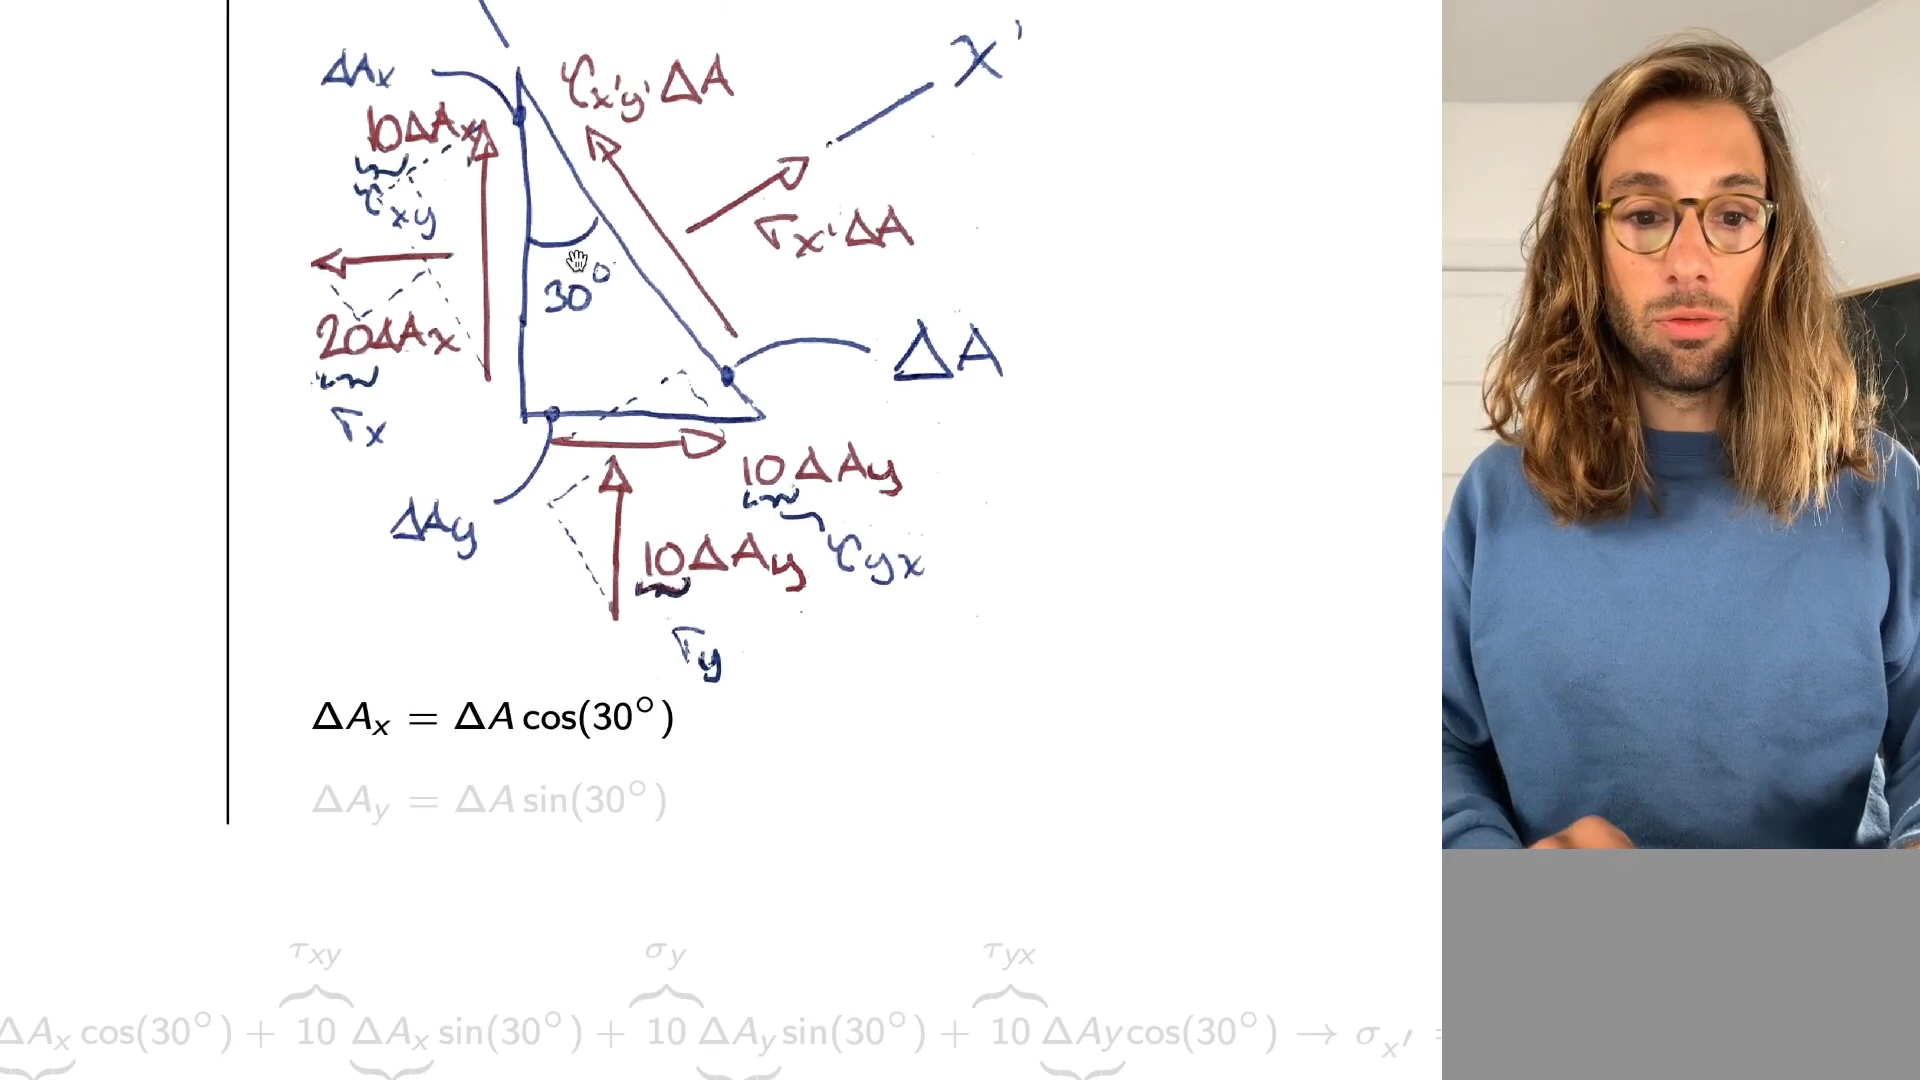 ΔAx
τx'y' ΔA
x'
10ΔAx
τxy
σx' ΔA
30°
20ΔAx
σx
ΔA
10ΔAy
τyx
ΔAy
10ΔAy
σy
ΔAx = ΔA cos(30°)
ΔAy = ΔA sin(30°)
τxy σy τyx
ΔAx cos(30°) + 10 ΔAx sin(30°) + 10 ΔAy sin(30°) + 10 ΔAy cos(30°) → σx' =